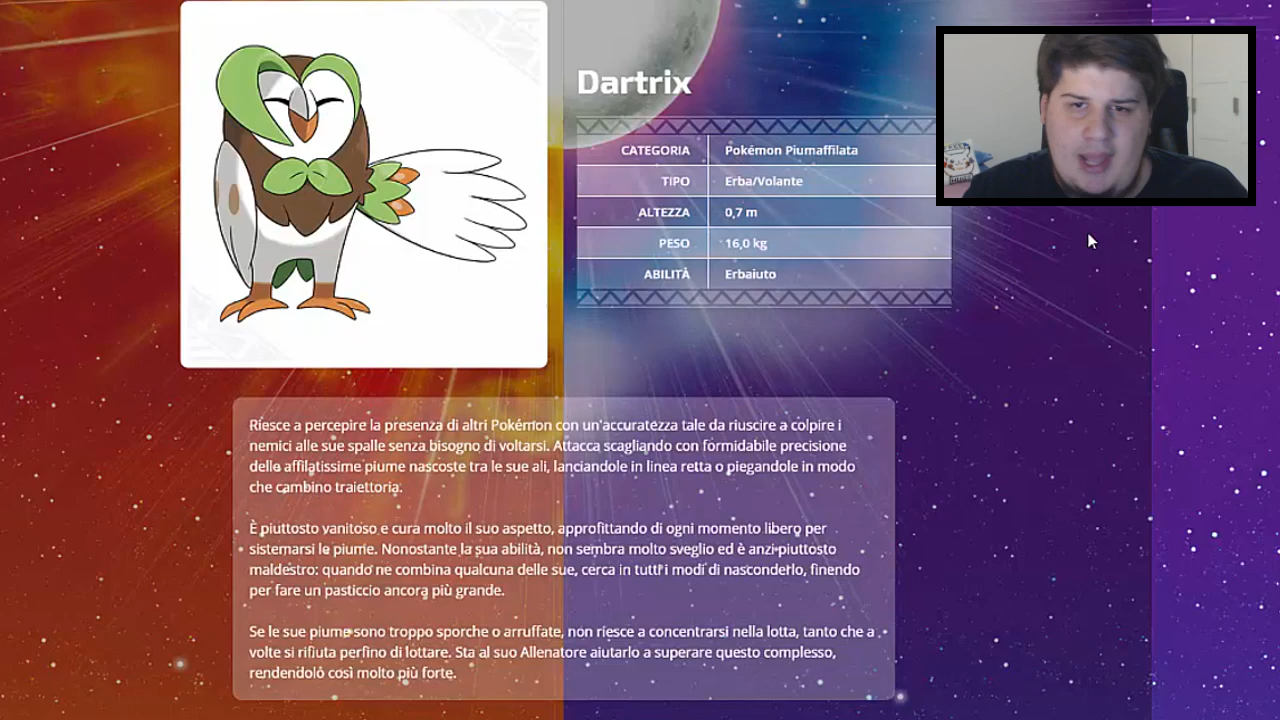 Dartrix
CATEGORIA Pokémon Piumaffilata
TIPO Erba/Volante
ALTEZZA 0,7 m
PESO 16,0 kg
ABILITÀ Erbaiuto
Riesce a percepire la presenza di altri Pokémon con un'accuratezza tale da riuscire a colpire i
nemici alle sue spalle senza bisogno di voltarsi. Attacca scagliando con formidabile precisione
delle affilatissime piume nascoste tra le sue ali, lanciandole in linea retta o piegandole in modo
che cambino traiettoria.
È piuttosto vanitoso e cura molto il suo aspetto, approfittando di ogni momento libero per
sistemarsi le piume. Nonostante la sua abilità, non sembra molto sveglio ed è anzi piuttosto
maldestro: quando ne combina qualcuna delle sue, cerca in tutti i modi di nasconderlo, finendo
per fare un pasticcio ancora più grande.
Se le sue piume sono troppo sporche o arruffate, non riesce a concentrarsi nella lotta, tanto che a
volte si rifiuta perfino di lottare. Sta al suo Allenatore aiutarlo a superare questo complesso,
rendendolo così molto più forte.